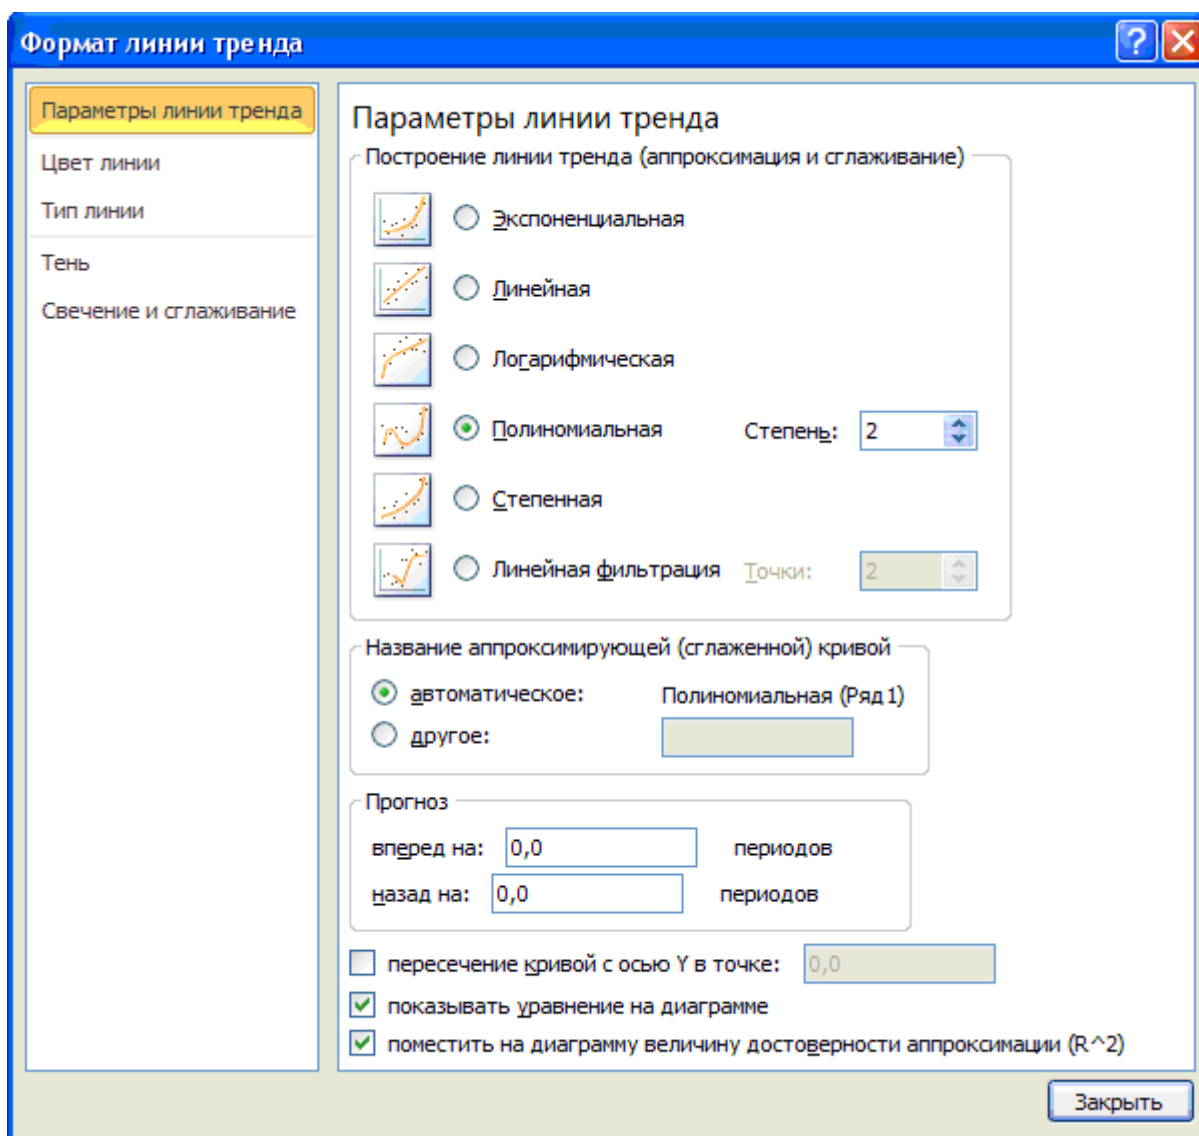 Формат линии тренда
Параметры линии тренда
Цвет линии
Тип линии
Тень
Свечение и сглаживание
Параметры линии тренда
Построение линии тренда (аппроксимация и сглаживание)
Экспоненциальная
Линейная
Логарифмическая
Полиномиальная Степень: 2
Степенная
Линейная фильтрация Точки: 2
Название аппроксимирующей (сглаженной) кривой
автоматическое: Полиномиальная (Ряд1)
другое:
Прогноз
вперед на: 0,0 периодов
назад на: 0,0 периодов
пересечение кривой с осью Y в точке: 0,0
показывать уравнение на диаграмме
поместить на диаграмму величину достоверности аппроксимации (R^2)
Закрыть